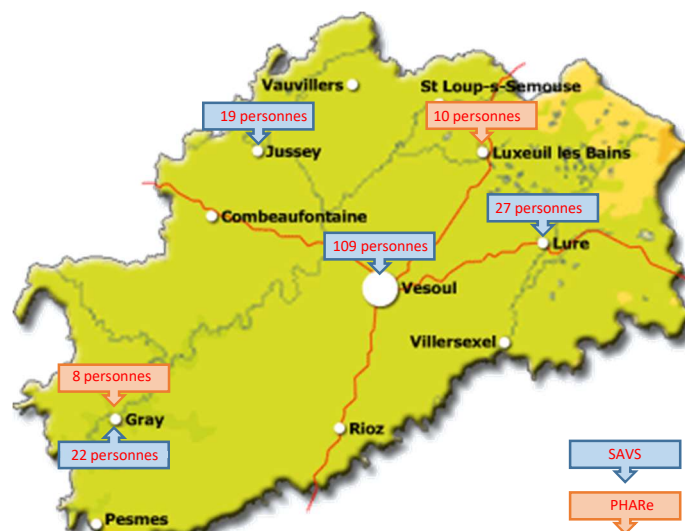 Vauvillers
St Loup-s-Semouse
19 personnes
10 personnes
Jussey
Luxeuil les Bains
27 personnes
Combeaufontaine
109 personnes
Lure
Vesoul
Villersexel
8 personnes
Gray
Rioz
22 personnes
SAVS
PHARe
Pesmes